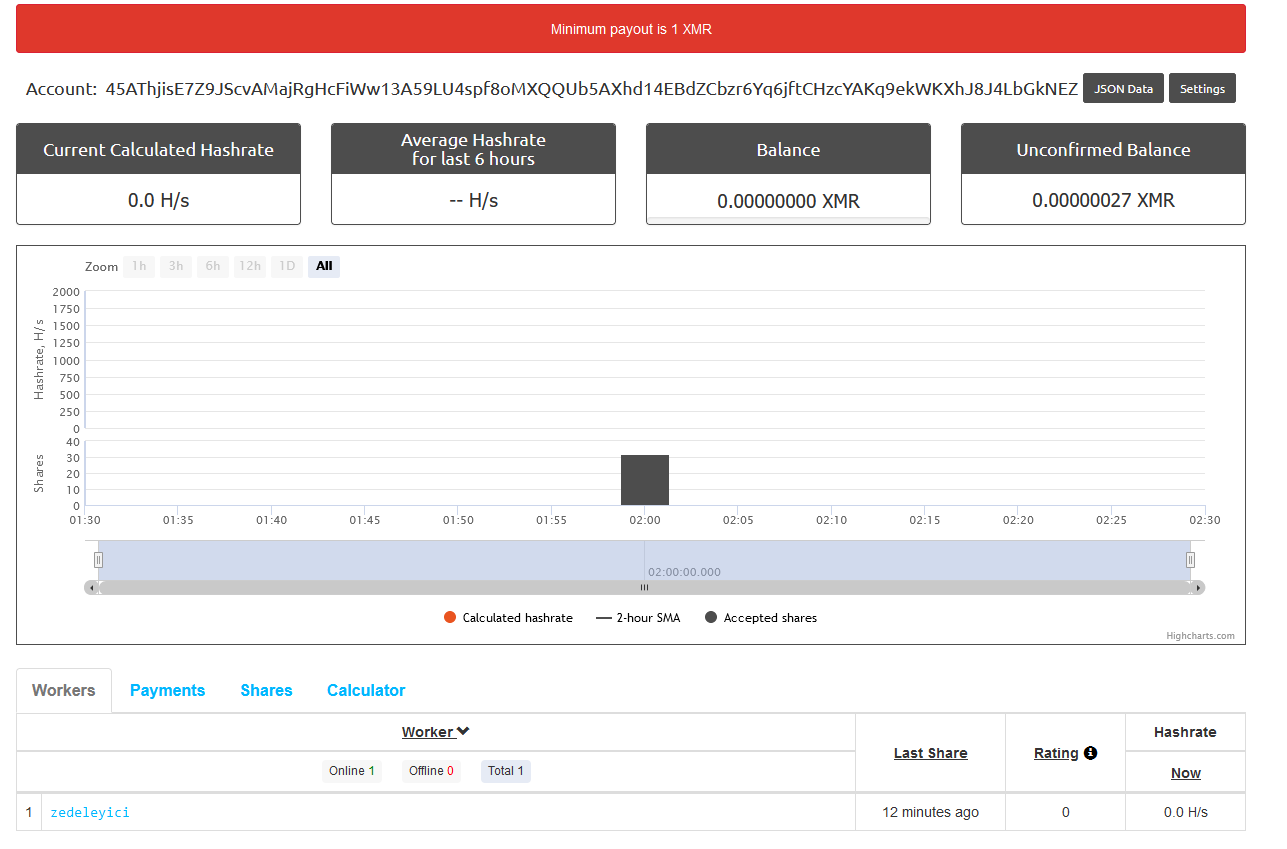 Minimum payout is 1 XMR
Account: 45AThjisE7Z9JScvAMajRgHcFiWw13A59LU4spf8oMXQQUb5AXhd14EBdZCbzr6Yq6jftCHzcYAKq9ekWKXhJ8J4LbGkNEZ JSON Data Settings
Current Calculated Hashrate
0.0 H/s
Average Hashrate
for last 6 hours
-- H/s
Balance
0.00000000 XMR
Unconfirmed Balance
0.00000027 XMR
Zoom 1h 3h 6h 12h 1D All
Hashrate, H/s
2000
1750
1500
1250
1000
750
500
250
0
Shares
40
30
20
10
0
01:30 01:35 01:40 01:45 01:50 01:55 02:00 02:05 02:10 02:15 02:20 02:25 02:30
02:00:00.000
Calculated hashrate 2-hour SMA Accepted shares
Highcharts.com
Workers Payments Shares Calculator
Worker
Online 1 Offline 0 Total 1
Last Share
Rating
Hashrate
Now
1 zedeleyici 12 minutes ago 0 0.0 H/s